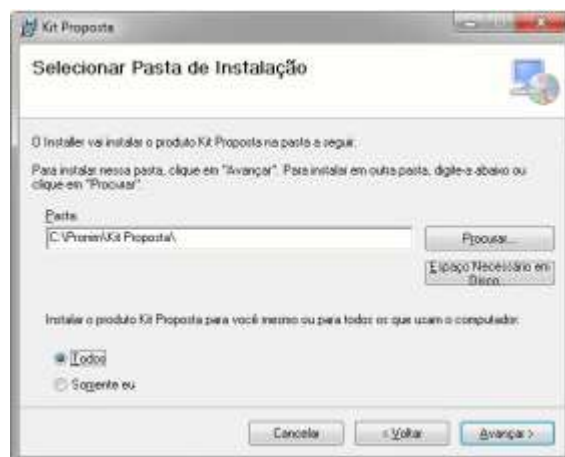 Kit Proposta
Selecionar Pasta de Instalação
O Installer vai instalar o produto Kit Proposta na pasta a seguir.
Para instalar nessa pasta, clique em "Avançar". Para instalar em outra pasta, digite-a abaixo ou
clique em "Procurar".
Pasta:
C:\Pronim\Kit Proposta\
Procurar...
Espaço Necessário em
Disco
Instalar o produto Kit Proposta para você mesmo ou para todos os que usam o computador:
Todos
Somente eu
Cancelar
< Voltar
Avançar >